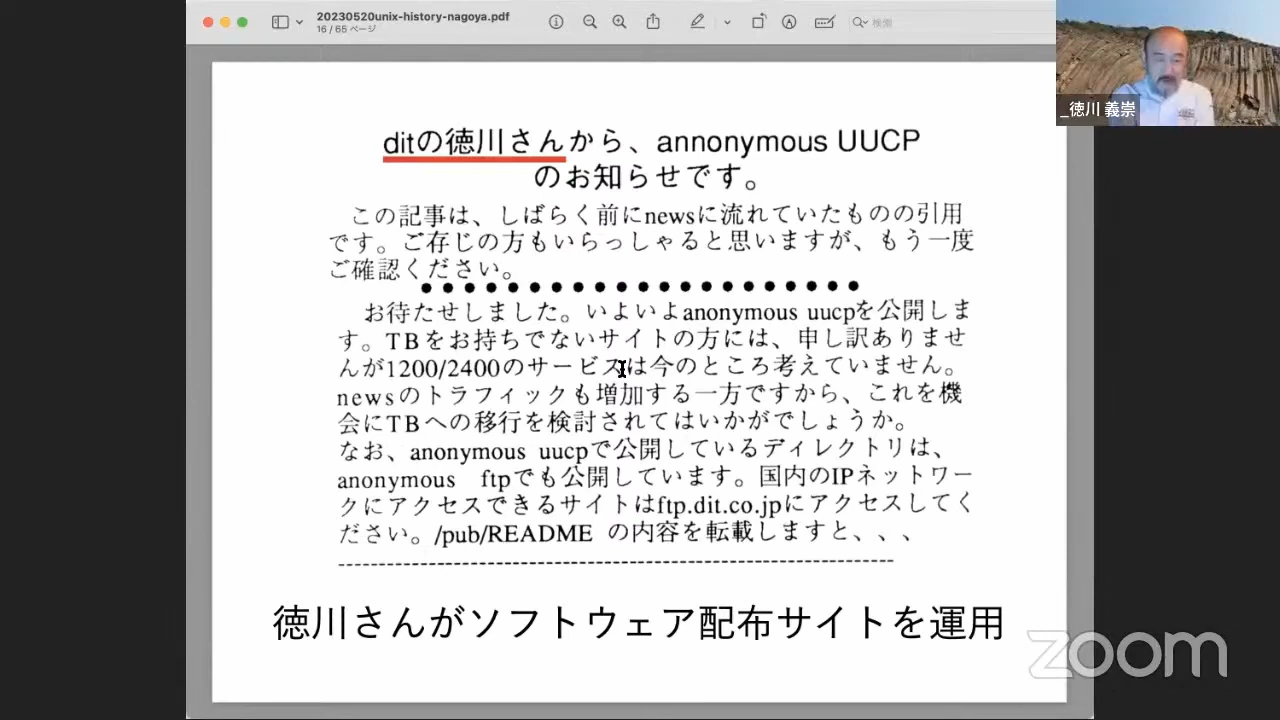 20230520unix-history-nagoya.pdf
16 / 65 ページ
検索
_徳川 義崇
ditの徳川さんから、annonymous UUCP
のお知らせです。
この記事は、しばらく前にnewsに流れていたものの引用
です。ご存じの方もいらっしゃると思いますが、もう一度
ご確認ください。
お待たせしました。いよいよanonymous uucpを公開しま
す。TBをお持ちでないサイトの方には、申し訳ありませ
んが1200/2400のサービスは今のところ考えていません。
newsのトラフィックも増加する一方ですから、これを機
会にTBへの移行を検討されてはいかがでしょうか。
なお、anonymous uucpで公開しているディレクトリは、
anonymous ftpでも公開しています。国内のIPネットワー
クにアクセスできるサイトはftp.dit.co.jpにアクセスしてく
ださい。/pub/README の内容を転載しますと、、、
徳川さんがソフトウェア配布サイトを運用
zoom